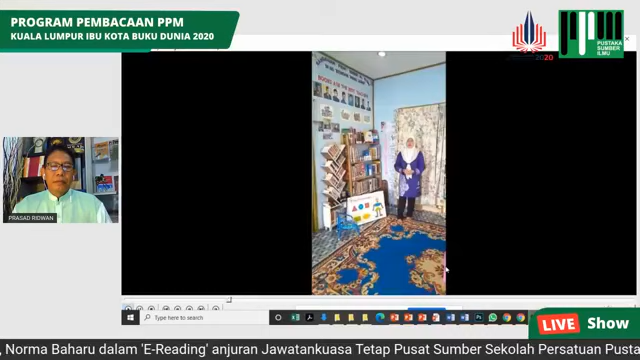 PROGRAM PEMBACAAN PPM
KUALA LUMPUR IBU KOTA BUKU DUNIA 2020
2020
PUSTAKA
SUMBER
ILMU
PRASAD RIDWAN
Type here to search
LIVE Show
, Norma Baharu dalam 'E-Reading' anjuran Jawatankuasa Tetap Pusat Sumber Sekolah Persatuan Pusta